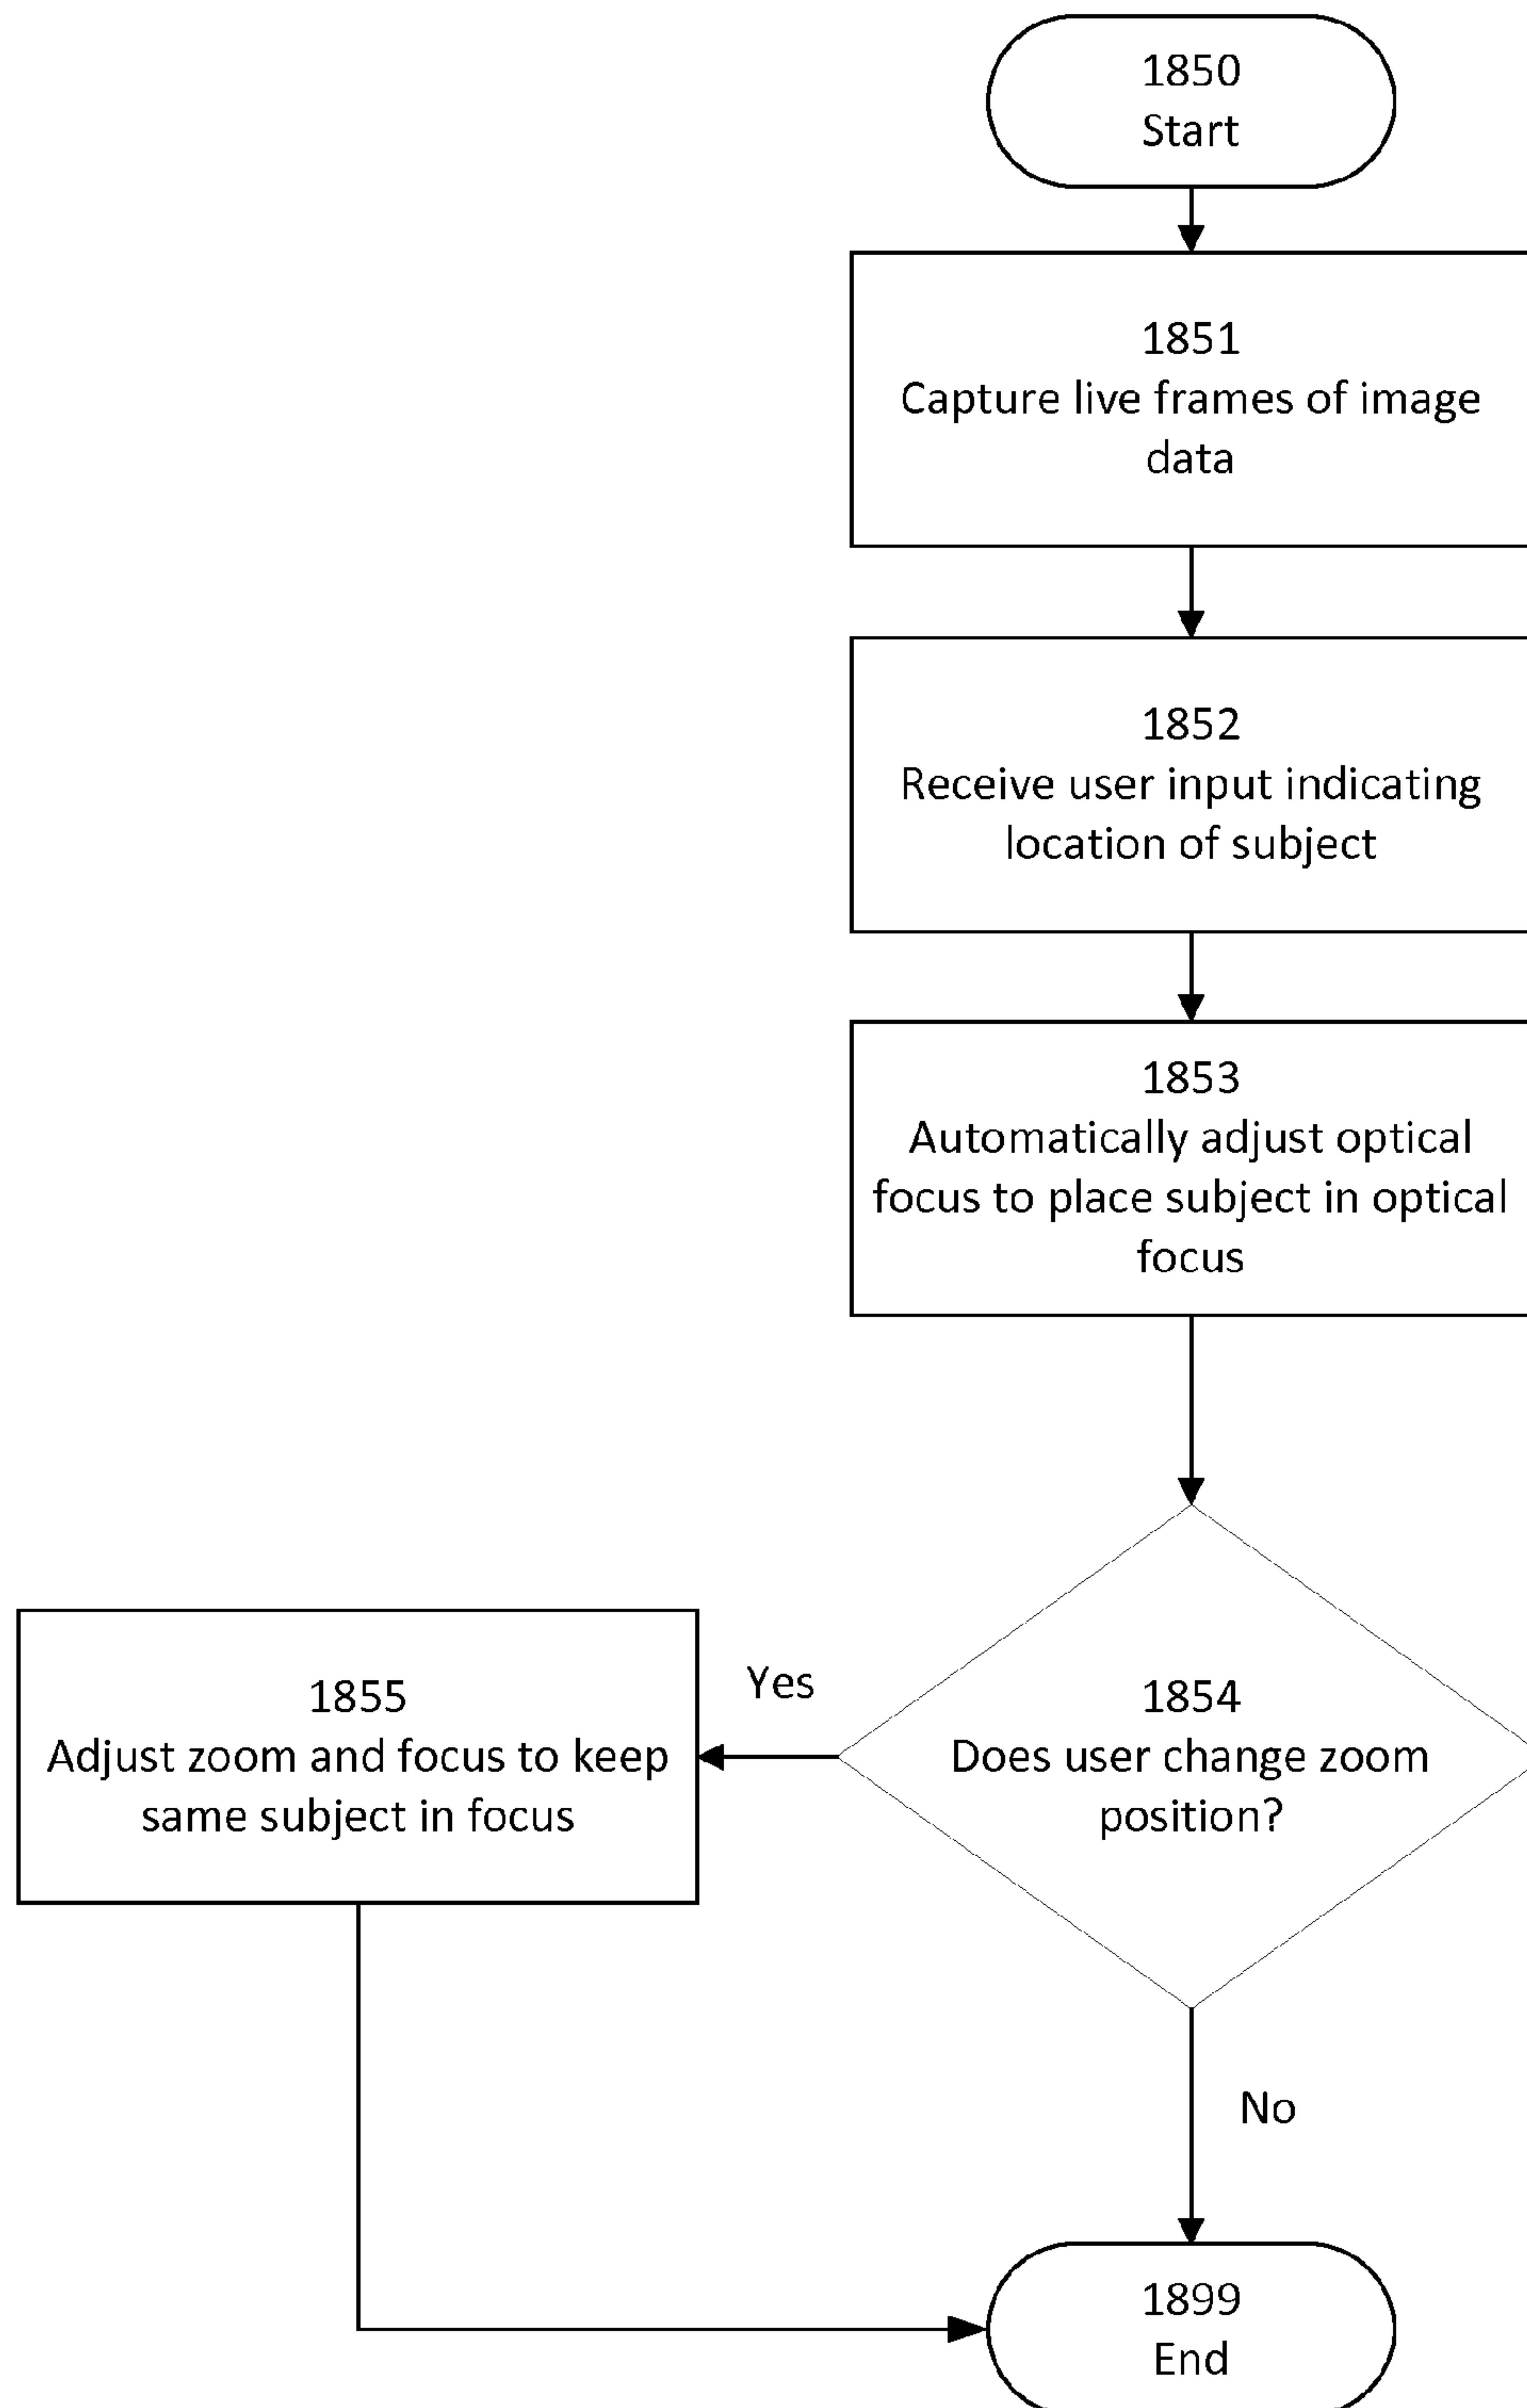 1850
Start
1851
Capture live frames of image
data
1852
Receive user input indicating
location of subject
1853
Automatically adjust optical
focus to place subject in optical
focus
1854
Does user change zoom
position?
Yes
1855
Adjust zoom and focus to keep
same subject in focus
No
1899
End